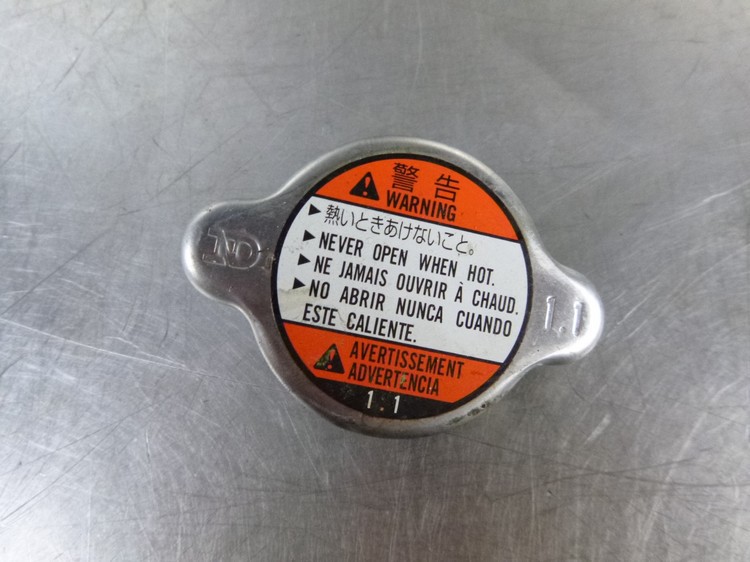 警告
WARNING
▶熱いときあけないこと。
▶NEVER OPEN WHEN HOT.
▶NE JAMAIS OUVRIR À CHAUD.
▶NO ABRIR NUNCA CUANDO
ESTE CALIENTE.
AVERTISSEMENT
ADVERTENCIA
1.1
ND
1.1